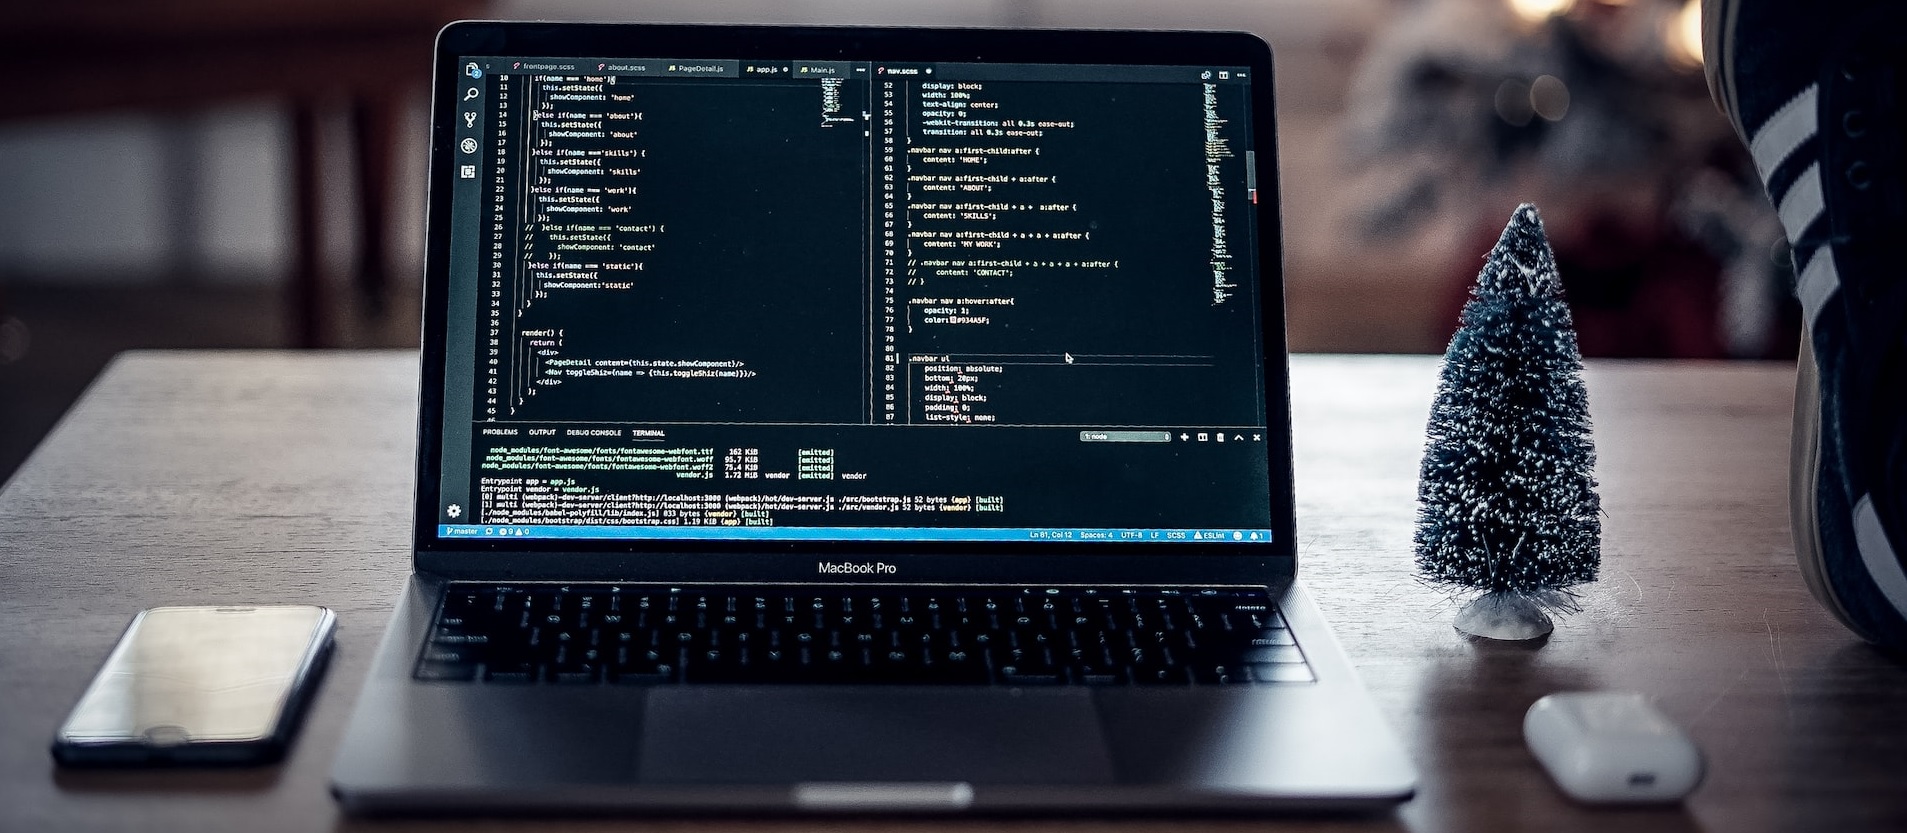 frontpage.scss about.scss JS PageDetail.js JS app.js JS Main.js
10 if(name === 'home'){
11 this.setState({
12 showComponent: 'home'
13 });
14 }else if(name === 'about'){
15 this.setState({
16 showComponent: 'about'
17 });
18 }else if(name ==='skills') {
19 this.setState({
20 showComponent: 'skills'
21 });
22 }else if(name === 'work'){
23 this.setState({
24 showComponent: 'work'
25 });
26 // }else if(name === 'contact') {
27 // this.setState({
28 // showComponent: 'contact'
29 // });
30 }else if(name === 'static'){
31 this.setState({
32 showComponent:'static'
33 });
34 }
35 }
36
37 render() {
38 return (
39 <div>
40 <PageDetail content={this.state.showComponent}/>
41 <Nav toggleShiz={name => {this.toggleShiz(name)}}/>
42 </div>
43 );
44 }
45 }
46
nav.scss
52 display: block;
53 width: 100%;
54 text-align: center;
55 opacity: 0;
56 -webkit-transition: all 0.3s ease-out;
57 transition: all 0.3s ease-out;
58 }
59 .navbar nav a:first-child:after {
60 content: 'HOME';
61 }
62 .navbar nav a:first-child + a:after {
63 content: 'ABOUT';
64 }
65 .navbar nav a:first-child + a + a:after {
66 content: 'SKILLS';
67 }
68 .navbar nav a:first-child + a + a + a:after {
69 content: 'MY WORK';
70 }
71 // .navbar nav a:first-child + a + a + a + a:after {
72 // content: 'CONTACT';
73 // }
74
75 .navbar nav a:hover:after{
76 opacity: 1;
77 color: #934A5F;
78 }
79
80
81 .navbar ul
82 position: absolute;
83 bottom: 20px;
84 width: 100%;
85 display: block;
86 padding: 0;
87 list-style: none;
PROBLEMS OUTPUT DEBUG CONSOLE TERMINAL 1: node
node_modules/font-awesome/fonts/fontawesome-webfont.ttf 162 KiB [emitted]
node_modules/font-awesome/fonts/fontawesome-webfont.woff 95.7 KiB [emitted]
node_modules/font-awesome/fonts/fontawesome-webfont.woff2 75.4 KiB [emitted]
vendor.js 1.72 MiB vendor [emitted] vendor
Entrypoint app = app.js
Entrypoint vendor = vendor.js
[0] multi (webpack)-dev-server/client?http://localhost:3000 (webpack)/hot/dev-server.js ./src/bootstrap.js 52 bytes {app} [built]
[1] multi (webpack)-dev-server/client?http://localhost:3000 (webpack)/hot/dev-server.js ./src/vendor.js 52 bytes {vendor} [built]
[./node_modules/babel-polyfill/lib/index.js] 833 bytes {vendor} [built]
[./node_modules/bootstrap/dist/css/bootstrap.css] 1.19 KiB {app} [built]
master 9 0 Ln 81, Col 12 Spaces: 4 UTF-8 LF SCSS ESLint 1
MacBook Pro
delete
tab
return